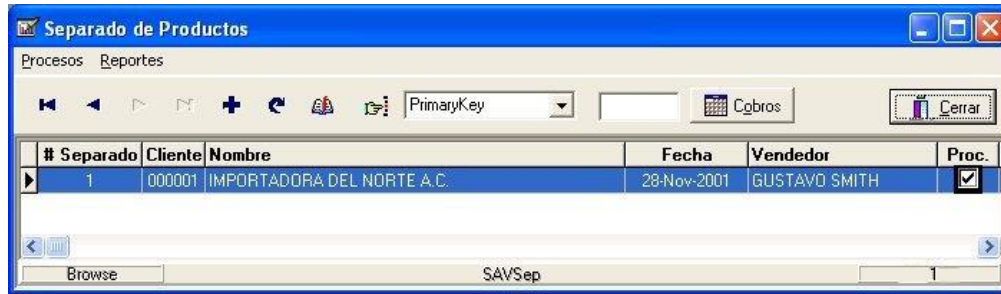 Separado de Productos
Procesos Reportes
PrimaryKey Cobros Cerrar
# Separado Cliente Nombre Fecha Vendedor Proc.
1 000001 IMPORTADORA DEL NORTE A.C. 28-Nov-2001 GUSTAVO SMITH
Browse SAVSep 1